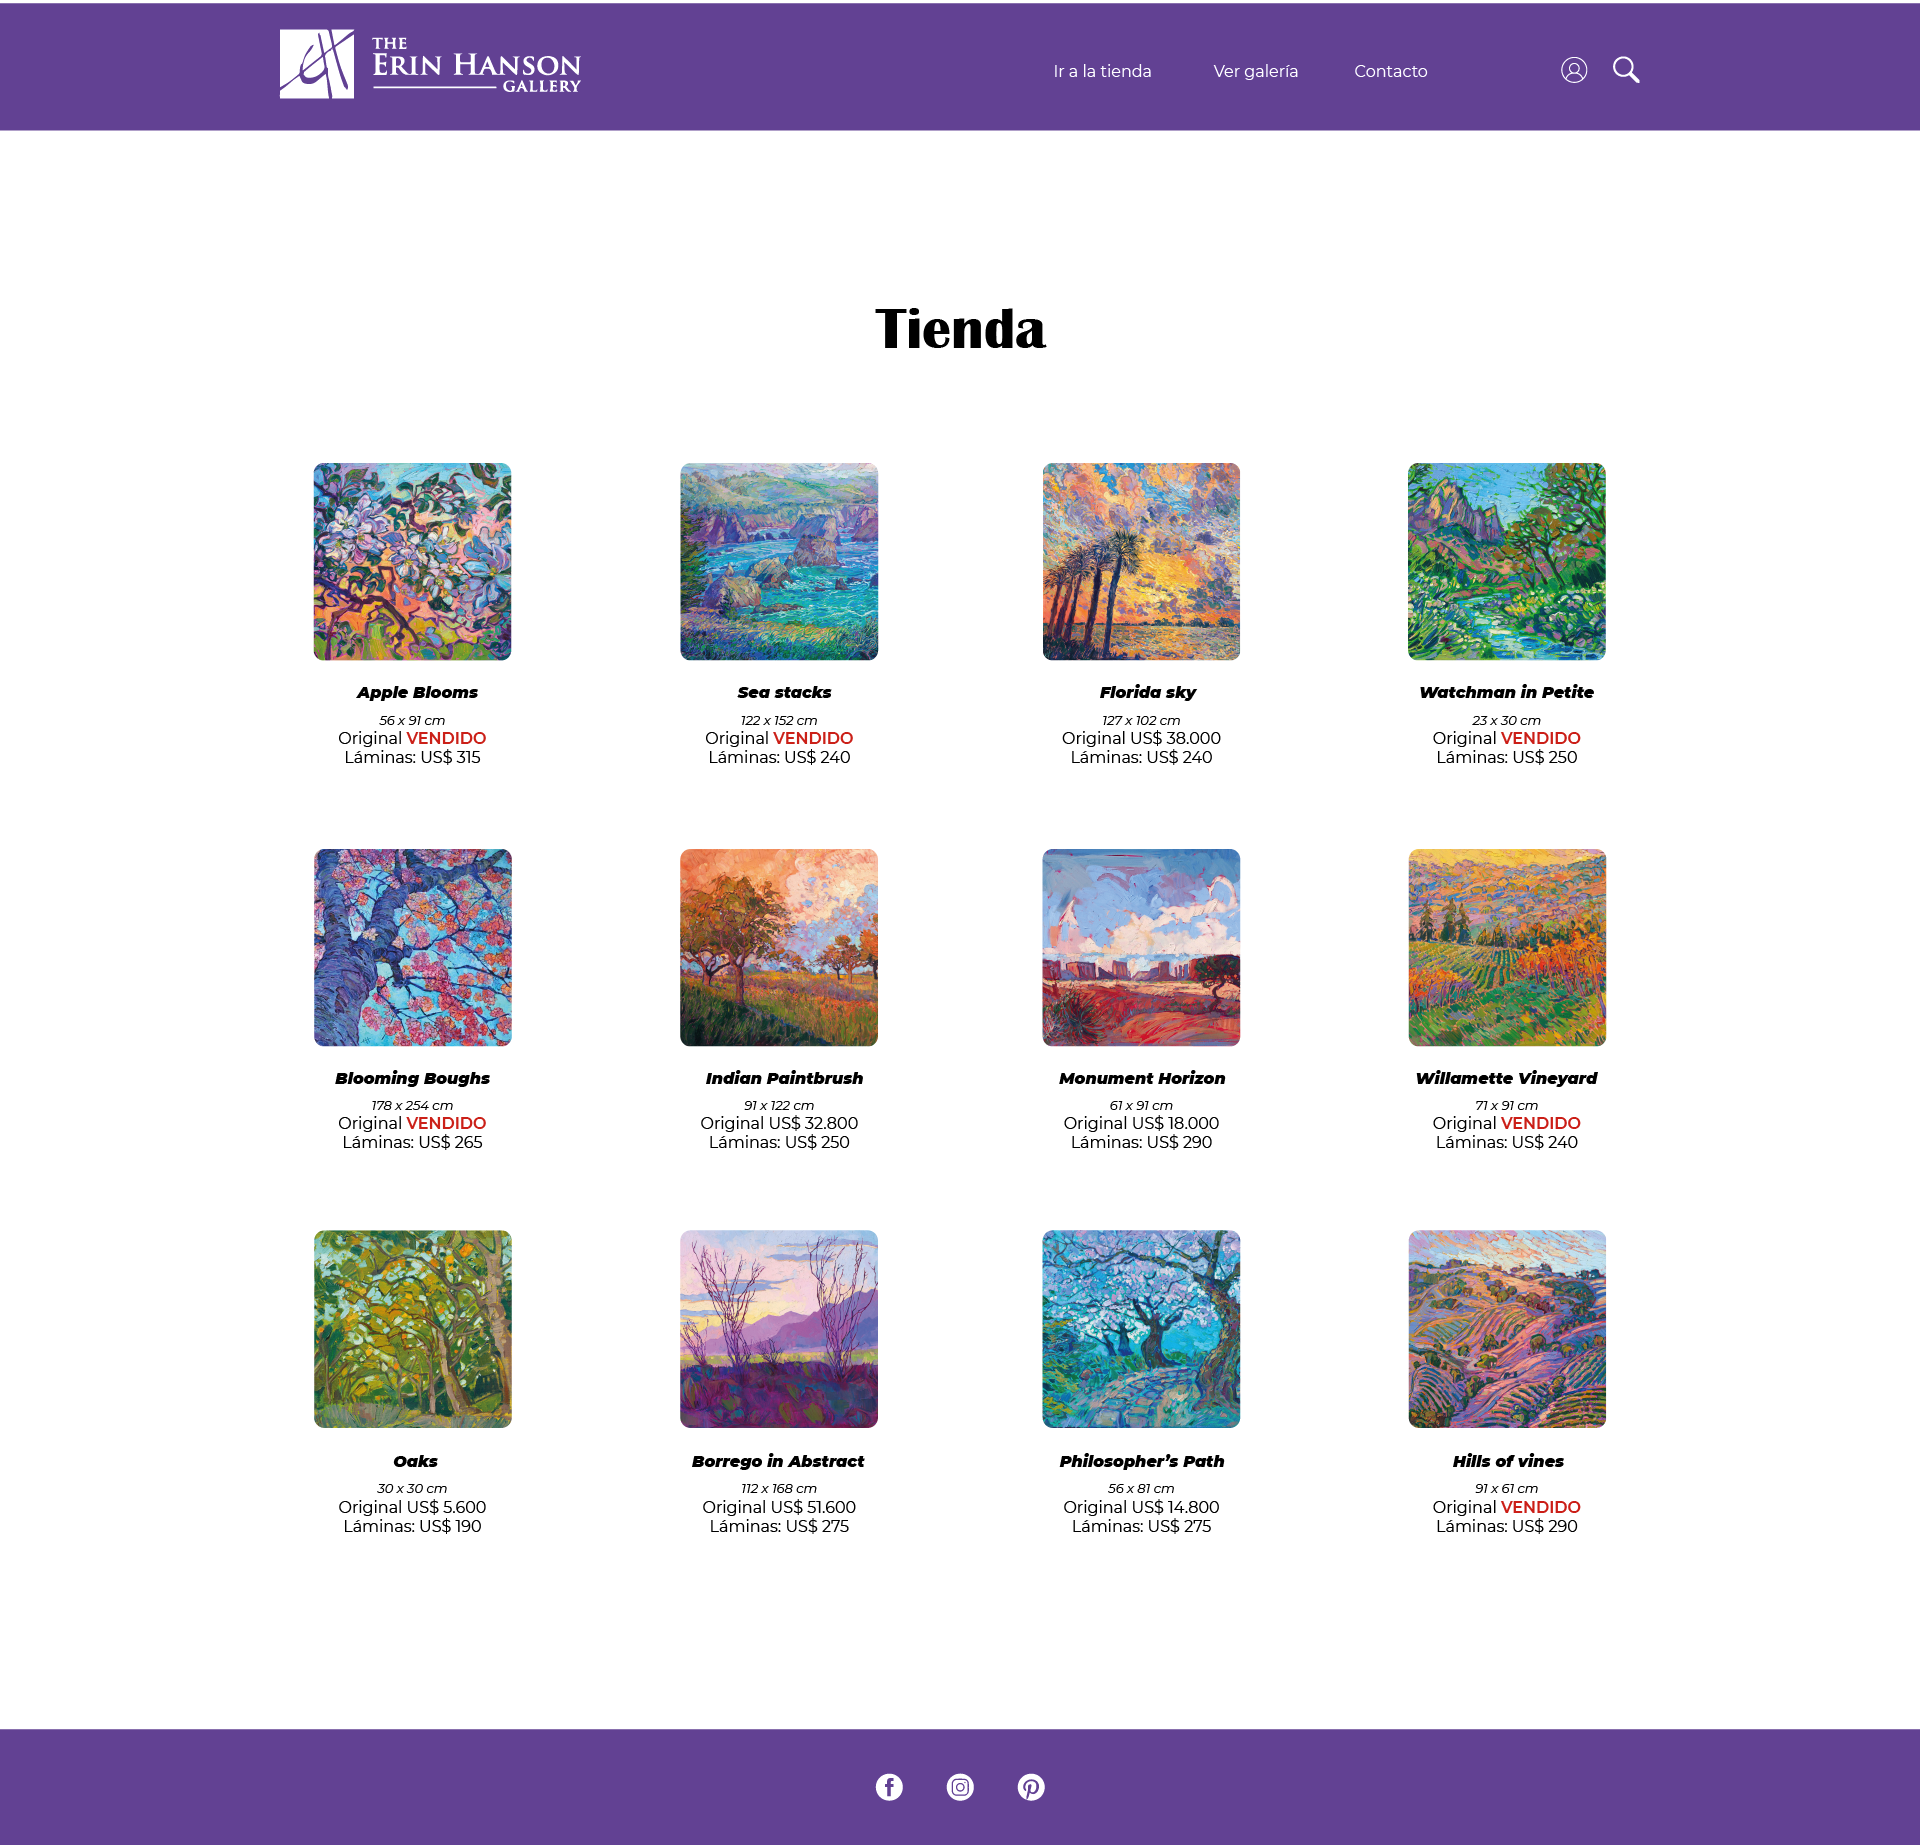 THE
ERIN HANSON
GALLERY
Ir a la tienda Ver galería Contacto
Tienda
Apple Blooms
56 x 91 cm
Original VENDIDO
Láminas: US$ 315
Sea stacks
122 x 152 cm
Original VENDIDO
Láminas: US$ 240
Florida sky
127 x 102 cm
Original US$ 38.000
Láminas: US$ 240
Watchman in Petite
23 x 30 cm
Original VENDIDO
Láminas: US$ 250
Blooming Boughs
178 x 254 cm
Original VENDIDO
Láminas: US$ 265
Indian Paintbrush
91 x 122 cm
Original US$ 32.800
Láminas: US$ 250
Monument Horizon
61 x 91 cm
Original US$ 18.000
Láminas: US$ 290
Willamette Vineyard
71 x 91 cm
Original VENDIDO
Láminas: US$ 240
Oaks
30 x 30 cm
Original US$ 5.600
Láminas: US$ 190
Borrego in Abstract
112 x 168 cm
Original US$ 51.600
Láminas: US$ 275
Philosopher’s Path
56 x 81 cm
Original US$ 14.800
Láminas: US$ 275
Hills of vines
91 x 61 cm
Original VENDIDO
Láminas: US$ 290